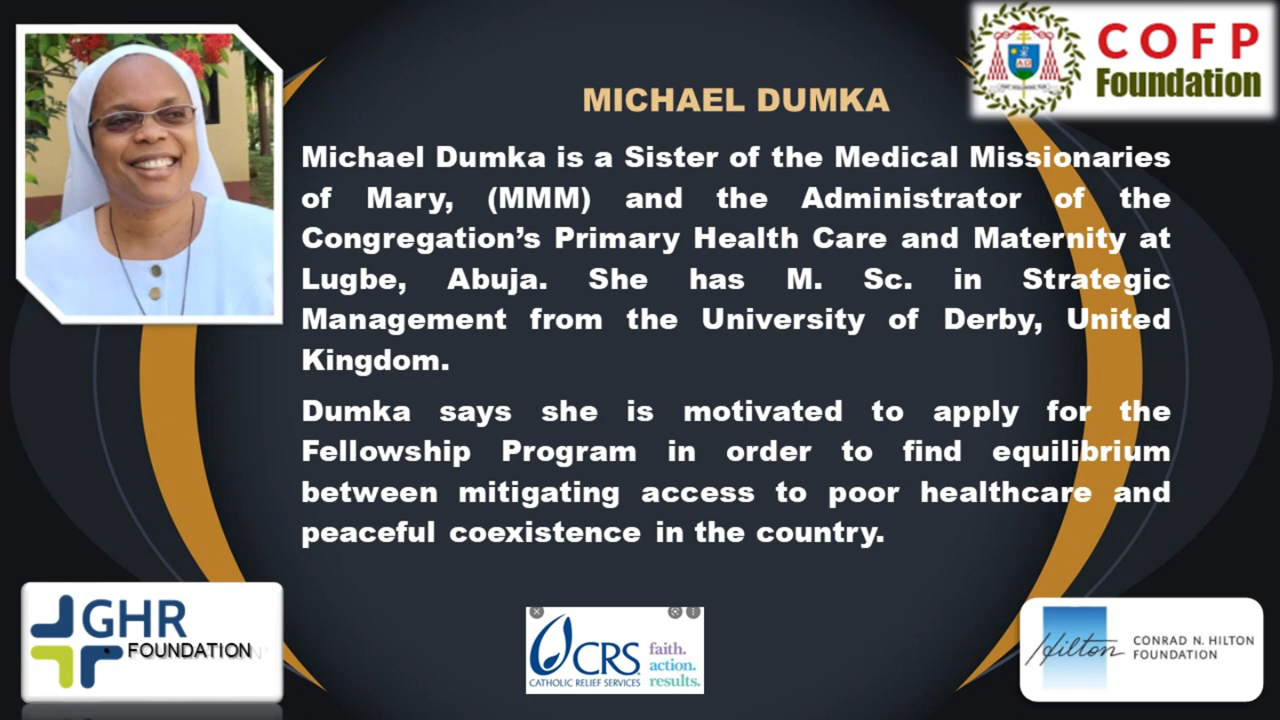 COFP
Foundation
MICHAEL DUMKA
Michael Dumka is a Sister of the Medical Missionaries
of Mary, (MMM) and the Administrator of the
Congregation’s Primary Health Care and Maternity at
Lugbe, Abuja. She has M. Sc. in Strategic
Management from the University of Derby, United
Kingdom.
Dumka says she is motivated to apply for the
Fellowship Program in order to find equilibrium
between mitigating access to poor healthcare and
peaceful coexistence in the country.
GHR
FOUNDATION
CRS
CATHOLIC RELIEF SERVICES
faith.
action.
results.
Hilton
CONRAD N. HILTON
FOUNDATION